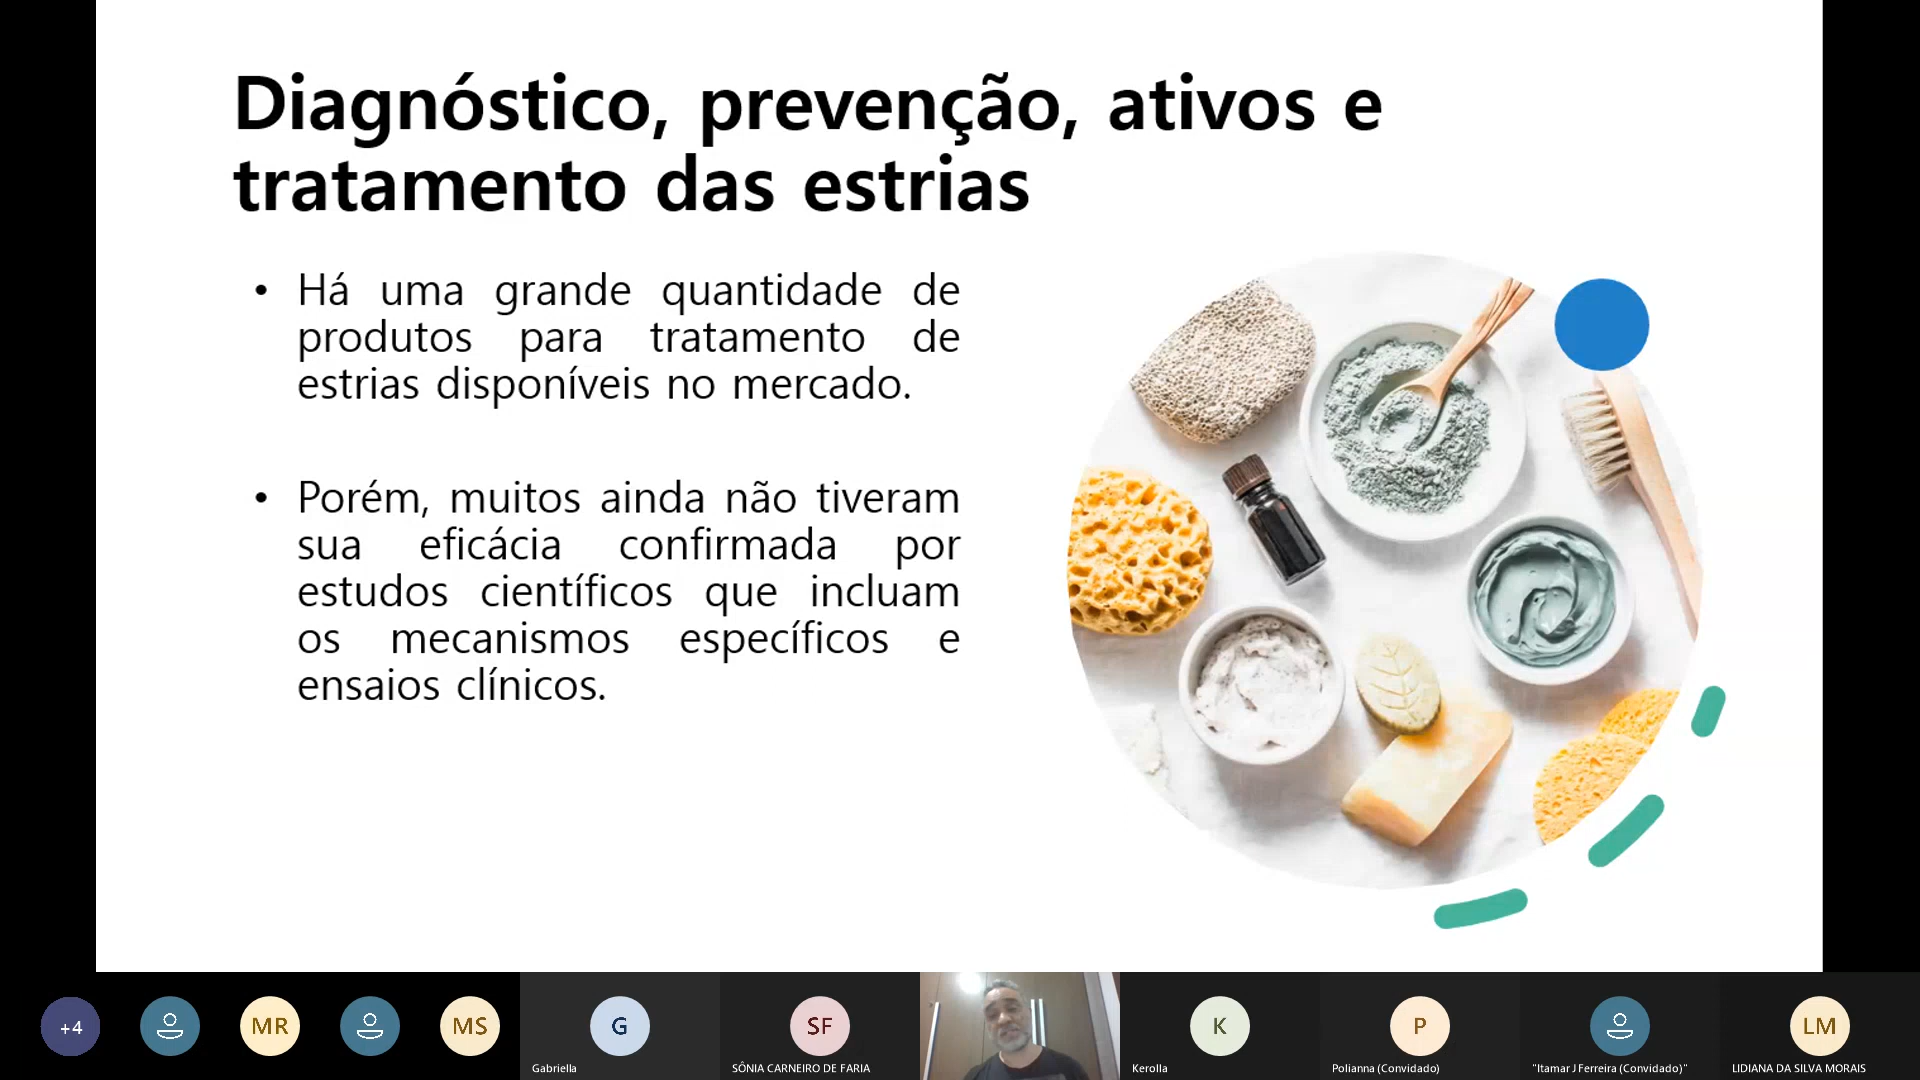 Diagnóstico, prevenção, ativos e
tratamento das estrias
• Há uma grande quantidade de
produtos para tratamento de
estrias disponíveis no mercado.
• Porém, muitos ainda não tiveram
sua eficácia confirmada por
estudos científicos que incluam
os mecanismos específicos e
ensaios clínicos.
+4
MR
MS
G
SF
K
P
LM
Gabriella
SÔNIA CARNEIRO DE FARIA
Kerolla
Polianna (Convidado)
"Itamar J Ferreira (Convidado)"
LIDIANA DA SILVA MORAIS